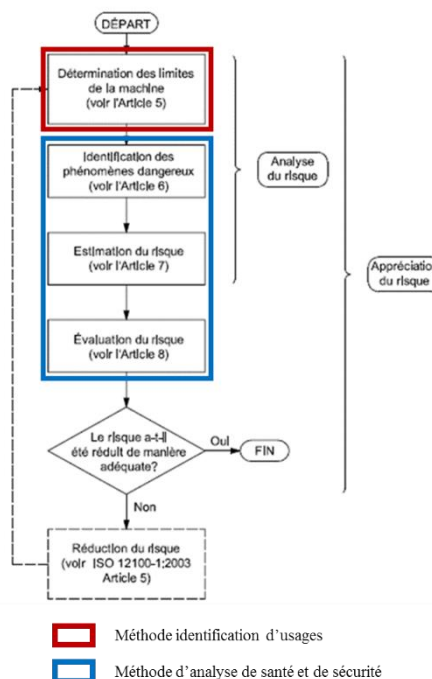 DÉPART
Détermination des limites
de la machine
(voir l'Article 5)
Identification des
phénomènes dangereux
(voir l'Article 6)
Analyse
du risque
Estimation du risque
(voir l'Article 7)
Appréciation
du risque
Évaluation du risque
(voir l'Article 8)
Le risque a-t-il
été réduit de manière
adéquate?
Oui
FIN
Non
Réduction du risque
(voir ISO 12100-1:2003
Article 5)
Méthode identification d'usages
Méthode d'analyse de santé et de sécurité